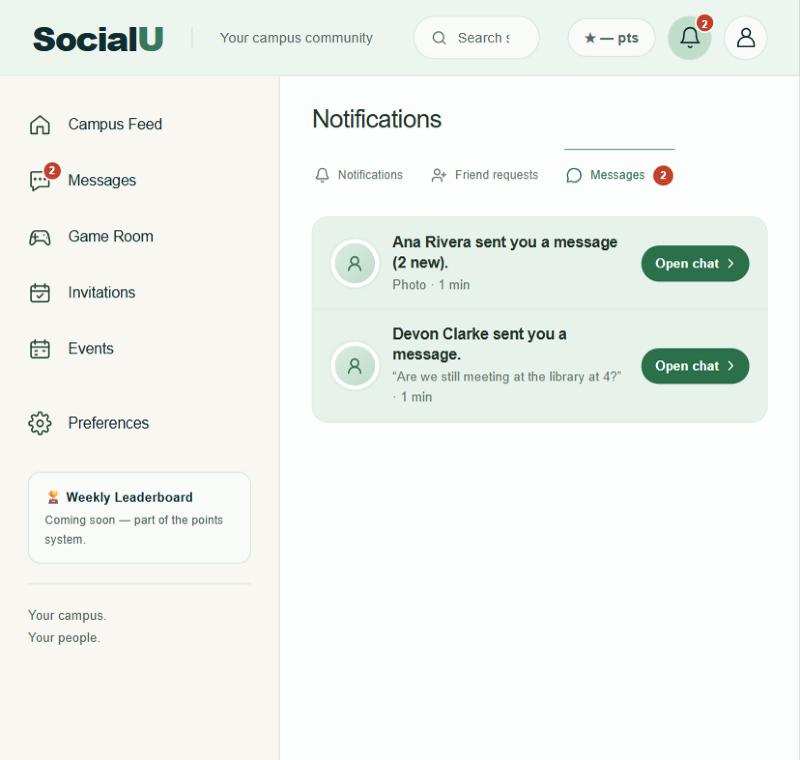 SocialU
Your campus community
Search
★ — pts
2
Campus Feed
2
Messages
Game Room
Invitations
Events
Preferences
Weekly Leaderboard
Coming soon — part of the points
system.
Your campus.
Your people.
Notifications
Notifications
Friend requests
Messages
2
Ana Rivera sent you a message
(2 new).
Photo · 1 min
Open chat
Devon Clarke sent you a
message.
“Are we still meeting at the library at 4?”
· 1 min
Open chat